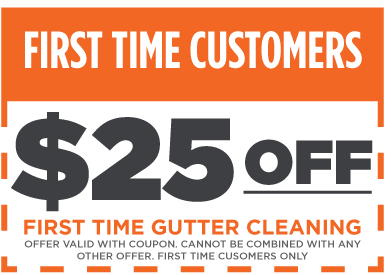 FIRST TIME CUSTOMERS
$25 OFF
FIRST TIME GUTTER CLEANING
OFFER VALID WITH COUPON. CANNOT BE COMBINED WITH ANY
OTHER OFFER. FIRST TIME CUSOMERS ONLY